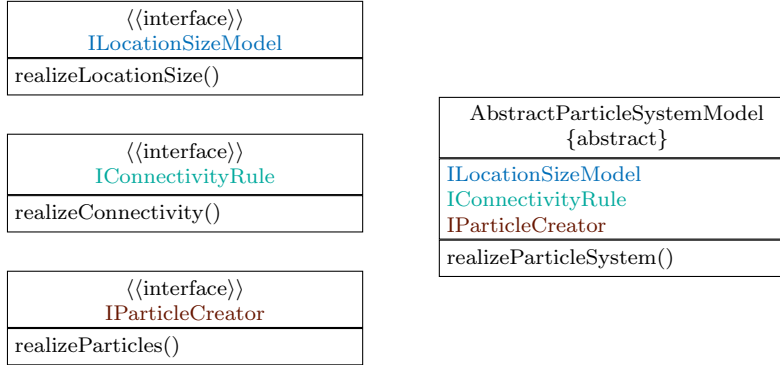 ⟨⟨interface⟩⟩
ILocationSizeModel
realizeLocationSize()
⟨⟨interface⟩⟩
IConnectivityRule
realizeConnectivity()
⟨⟨interface⟩⟩
IParticleCreator
realizeParticles()
AbstractParticleSystemModel
{abstract}
ILocationSizeModel
IConnectivityRule
IParticleCreator
realizeParticleSystem()